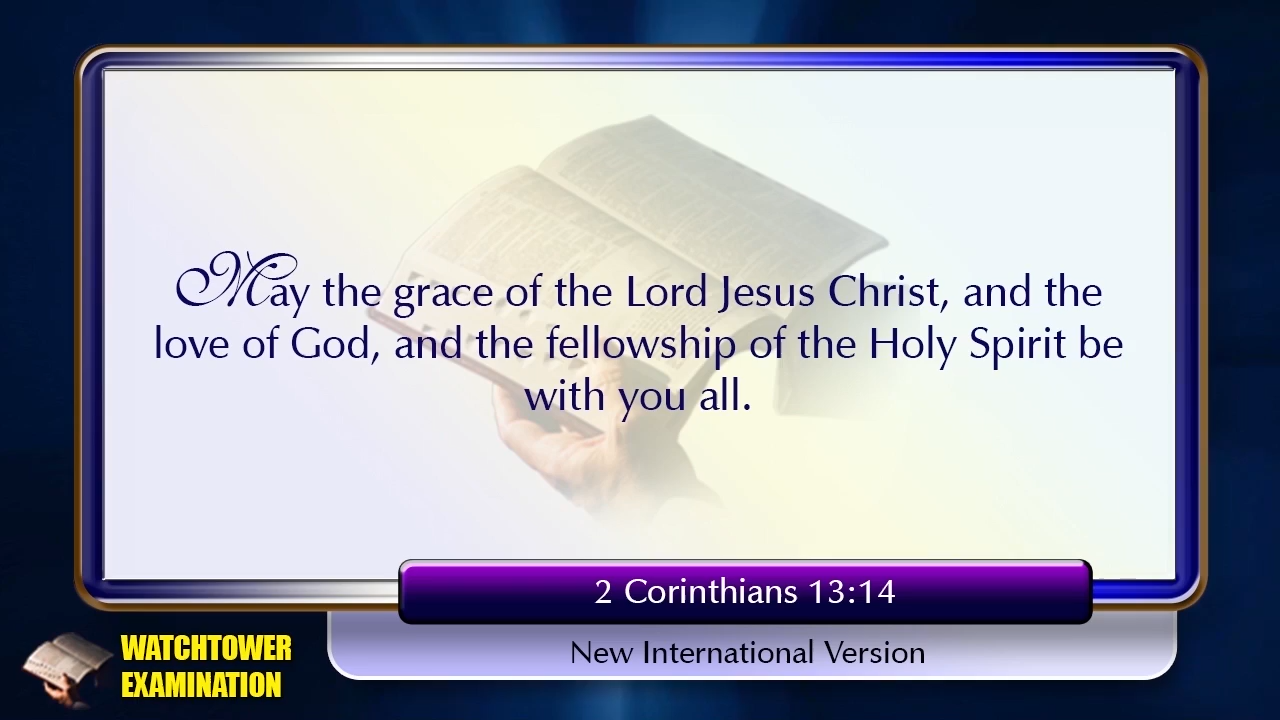 May the grace of the Lord Jesus Christ, and the
love of God, and the fellowship of the Holy Spirit be
with you all.
2 Corinthians 13:14
New International Version
WATCHTOWER
EXAMINATION